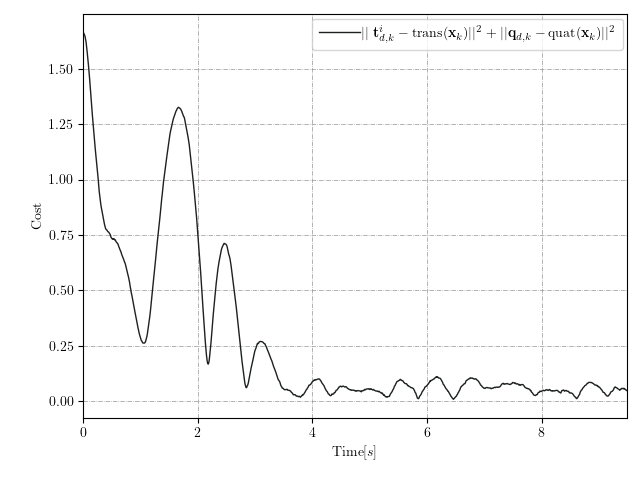 || t^i_{d,k} − trans(x_k)||^2 + ||q_{d,k} − quat(x_k)||^2
1.50
1.25
1.00
0.75
0.50
0.25
0.00
Cost
0 2 4 6 8
Time[s]